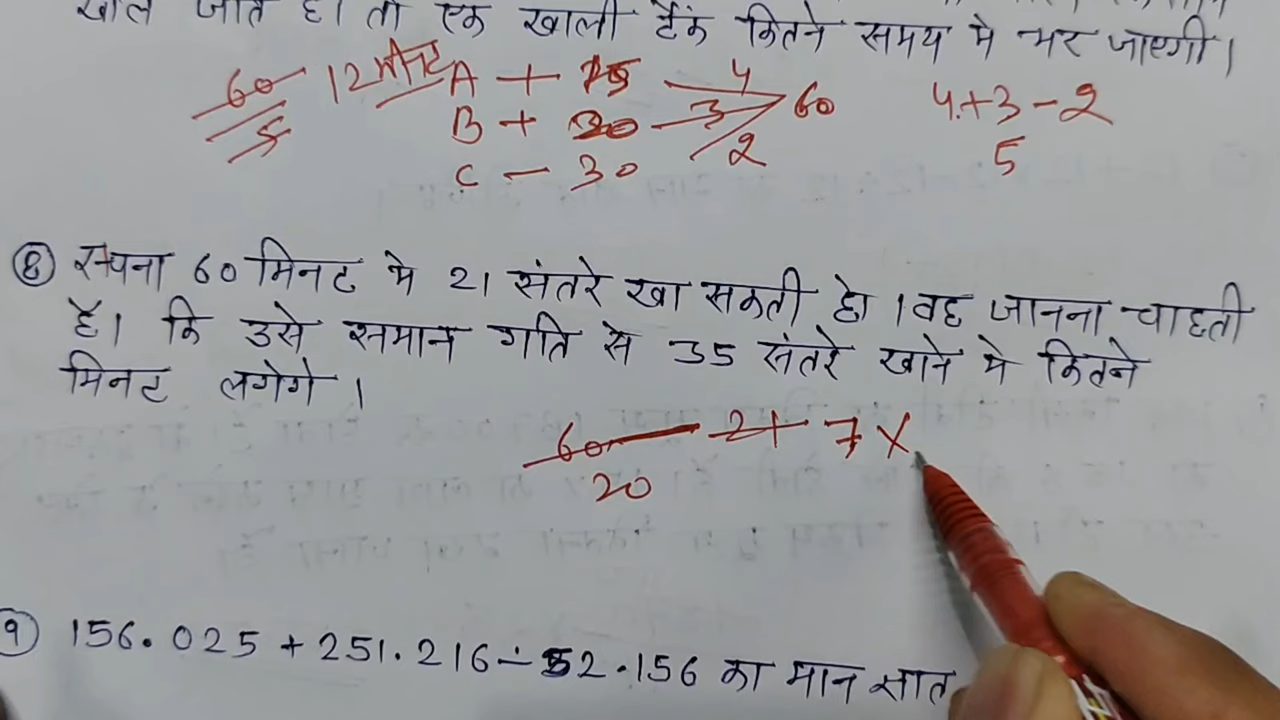 खोले जाते है। तो एक खाली टैंक कितने समय मे भर जाएगी।
60 12 मिनट A + 15 4
5 B + 20 3 60 4+3-2
C - 30 2 5
⑧ सपना 60 मिनट मे 21 संतरे खा सकती है। वह जानना चाहती
है। कि उसे समान गति से 35 संतरे खाने मे कितने
मिनट लगेगे।
60 21 7 X
20
⑨ 156.025 + 251.216 - 52.156 का मान सात